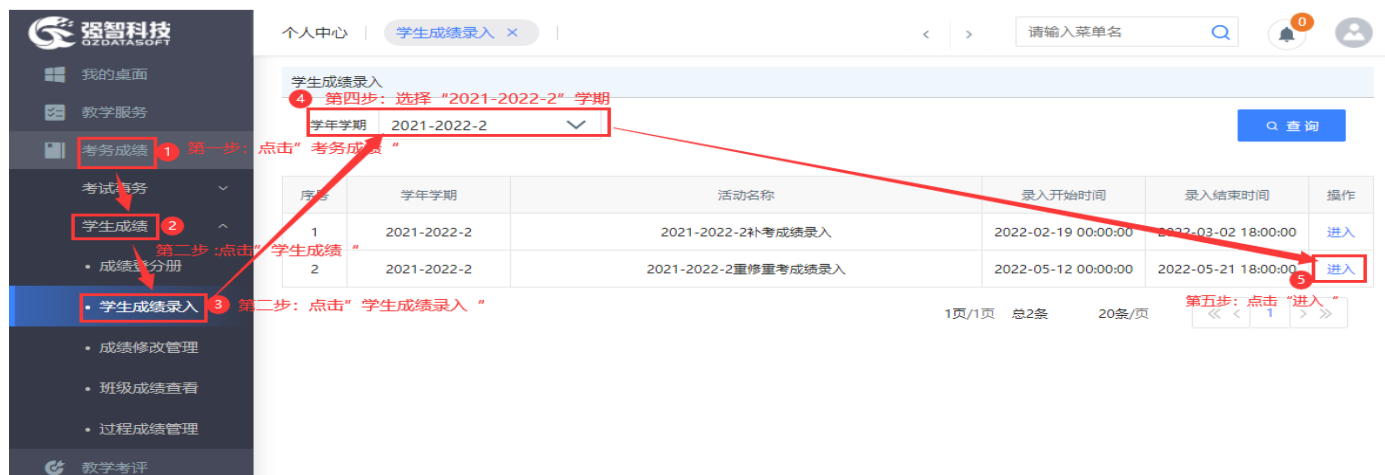 强智科技
QZDATASOFT
个人中心
学生成绩录入 ×
< >
请输入菜单名
0
我的桌面
教学服务
考务成绩
1 第一步：点击”考务成绩“
考试事务
学生成绩
2
第二步:点击”学生成绩“
• 成绩登分册
• 学生成绩录入
3 第二步：点击”学生成绩录入“
• 成绩修改管理
• 班级成绩查看
• 过程成绩管理
教学考评
学生成绩录入
4 第四步：选择“2021-2022-2”学期
学年学期 2021-2022-2
查 询
序号 学年学期 活动名称 录入开始时间 录入结束时间 操作
1 2021-2022-2 2021-2022-2补考成绩录入 2022-02-19 00:00:00 2022-03-02 18:00:00 进入
2 2021-2022-2 2021-2022-2重修重考成绩录入 2022-05-12 00:00:00 2022-05-21 18:00:00 进入
5
第五步：点击“进入“
1页/1页 总2条 20条/页 ≪ < 1 > ≫